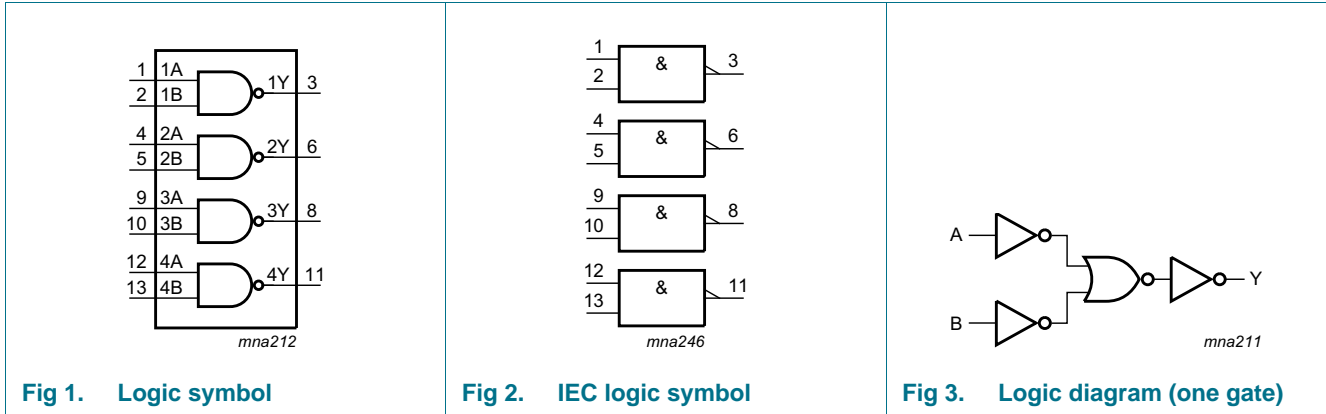 1 1A 1Y 3
2 1B
4 2A 2Y 6
5 2B
9 3A 3Y 8
10 3B
12 4A 4Y 11
13 4B
mna212
Fig 1. Logic symbol
1 & 3
2
4 & 6
5
9 & 8
10
12 & 11
13
mna246
Fig 2. IEC logic symbol
A
Y
B
mna211
Fig 3. Logic diagram (one gate)